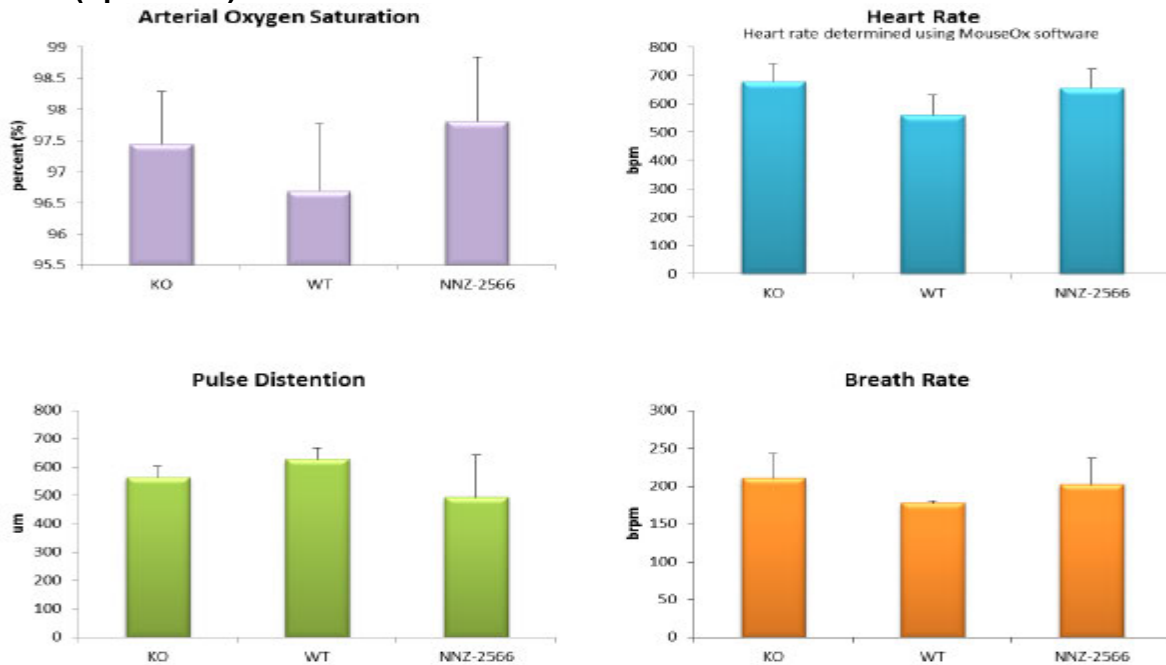 Arterial Oxygen Saturation
99
98.5
98
97.5
97
96.5
96
95.5
percent (%)
KO WT NNZ-2566
Heart Rate
Heart rate determined using MouseOx software
800
700
600
500
400
300
200
100
0
bpm
KO WT NNZ-2566
Pulse Distention
800
700
600
500
400
300
200
100
0
um
KO WT NNZ-2566
Breath Rate
300
250
200
150
100
50
0
brpm
KO WT NNZ-2566